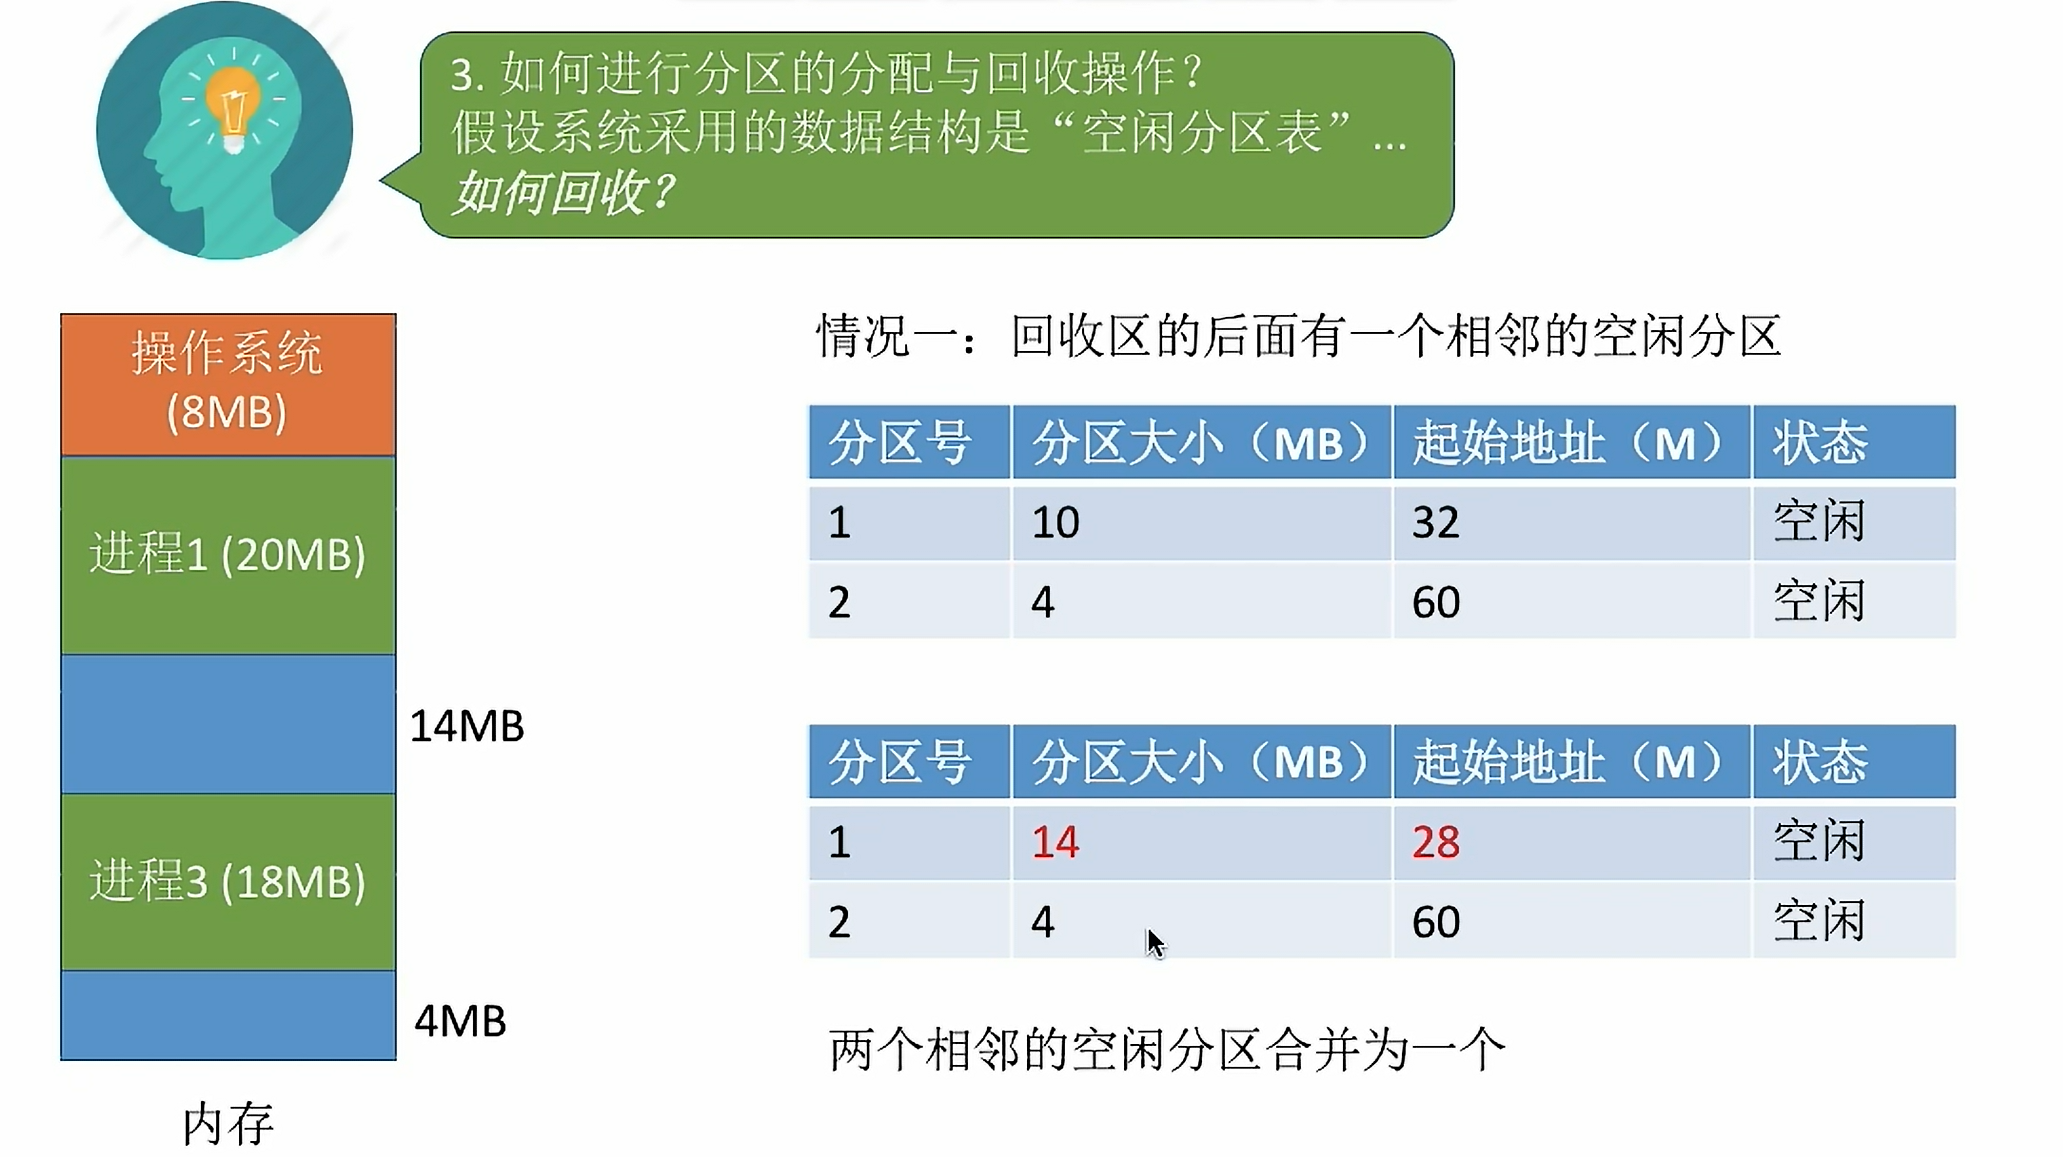 3. 如何进行分区的分配与回收操作？
假设系统采用的数据结构是“空闲分区表”...
如何回收？
操作系统
(8MB)
进程1 (20MB)
14MB
进程3 (18MB)
4MB
内存
情况一：回收区的后面有一个相邻的空闲分区
分区号 分区大小（MB） 起始地址（M） 状态
1 10 32 空闲
2 4 60 空闲
分区号 分区大小（MB） 起始地址（M） 状态
1 14 28 空闲
2 4 60 空闲
两个相邻的空闲分区合并为一个